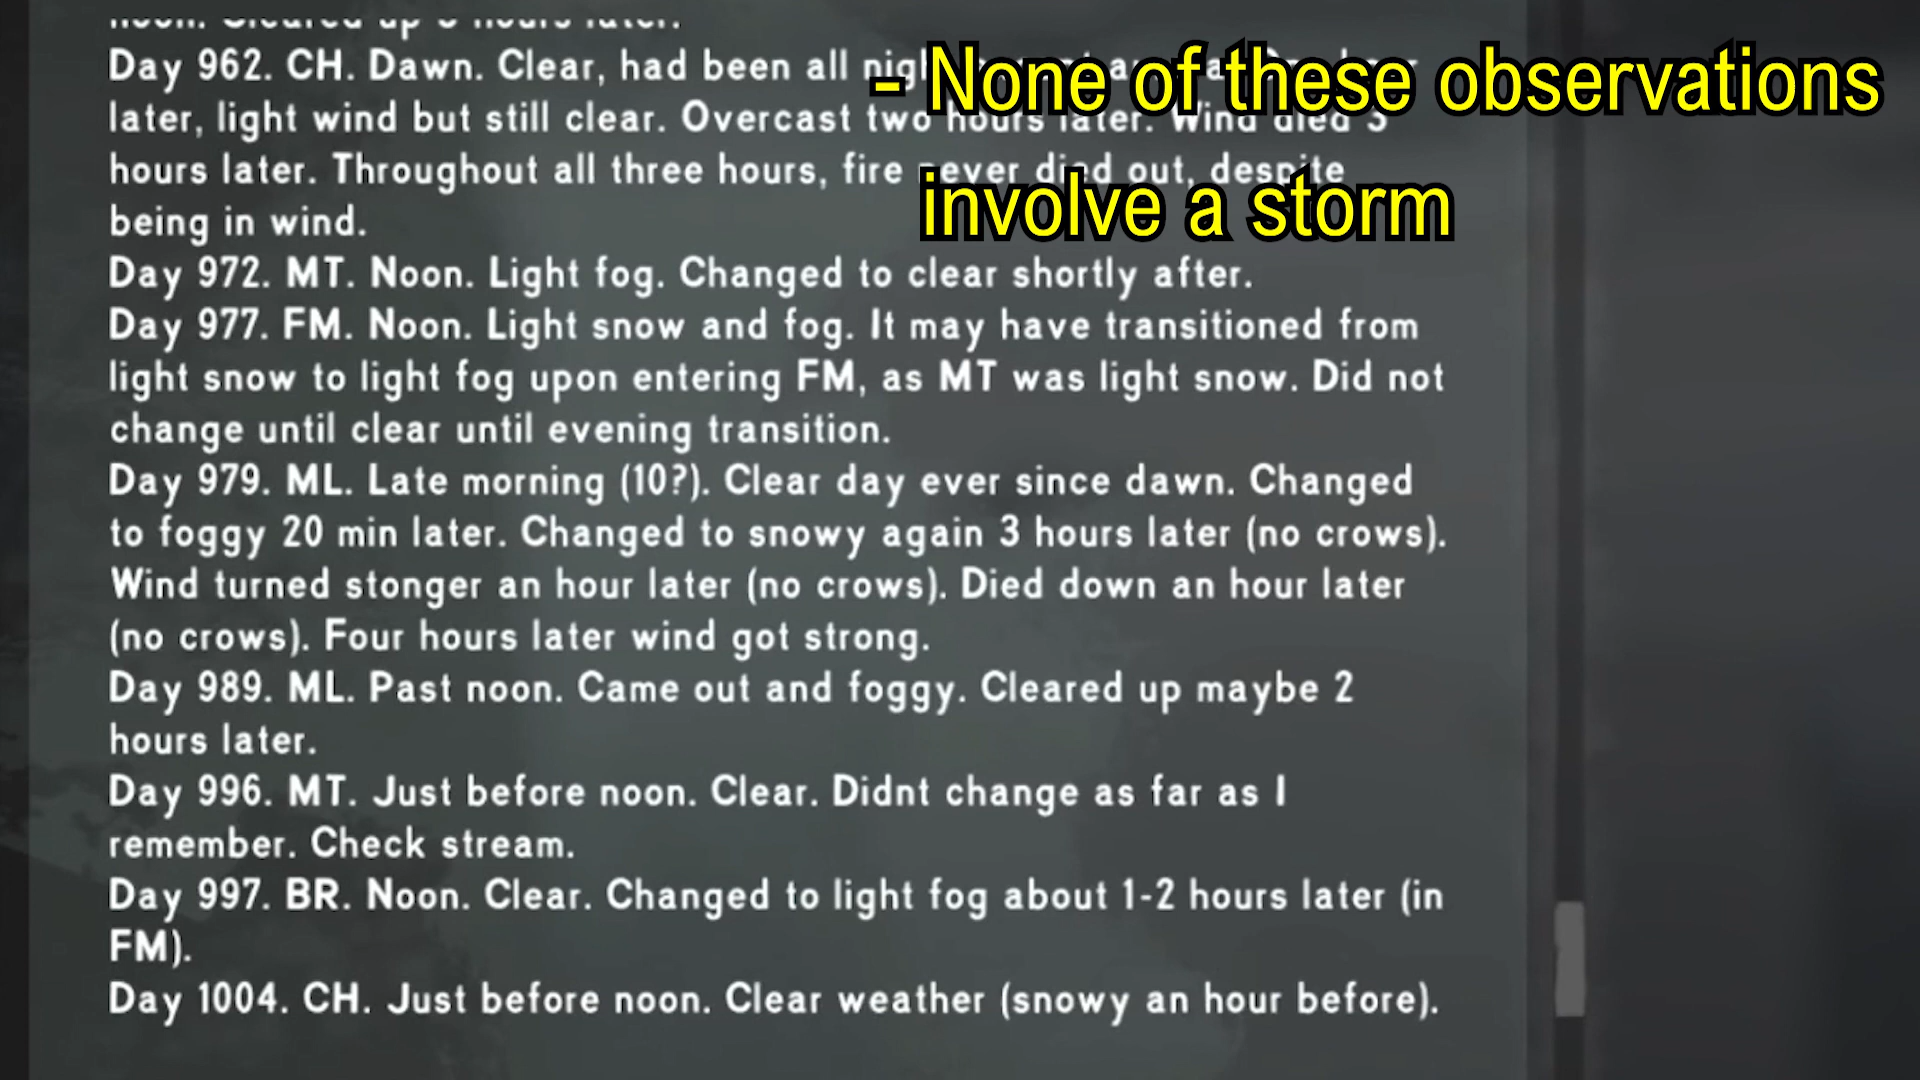 Day 962. CH. Dawn. Clear, had been all
- None of these observations
later, light wind but still clear. Overcast two hours later. Wind died 3
hours later. Throughout all three hours, fire never died out, despite
involve a storm
being in wind.
Day 972. MT. Noon. Light fog. Changed to clear shortly after.
Day 977. FM. Noon. Light snow and fog. It may have transitioned from
light snow to light fog upon entering FM, as MT was light snow. Did not
change until clear until evening transition.
Day 979. ML. Late morning (10?). Clear day ever since dawn. Changed
to foggy 20 min later. Changed to snowy again 3 hours later (no crows).
Wind turned stonger an hour later (no crows). Died down an hour later
(no crows). Four hours later wind got strong.
Day 989. ML. Past noon. Came out and foggy. Cleared up maybe 2
hours later.
Day 996. MT. Just before noon. Clear. Didnt change as far as I
remember. Check stream.
Day 997. BR. Noon. Clear. Changed to light fog about 1-2 hours later (in
FM).
Day 1004. CH. Just before noon. Clear weather (snowy an hour before).